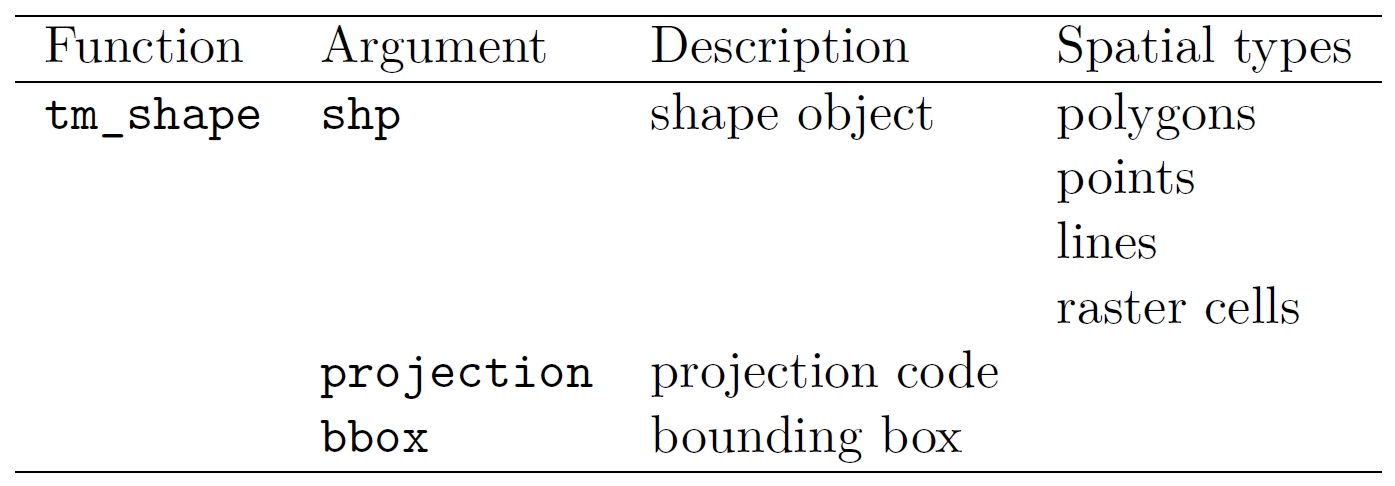 Function Argument Description Spatial types
tm_shape shp shape object polygons
points
lines
raster cells
projection projection code
bbox bounding box